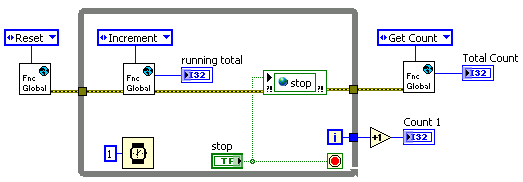 Reset
Increment
Get Count
Fnc
Global
Fnc
Global
running total
I32
?!
stop
?!
Fnc
Global
Total Count
I32
1
stop
TF
i
+1
Count 1
I32